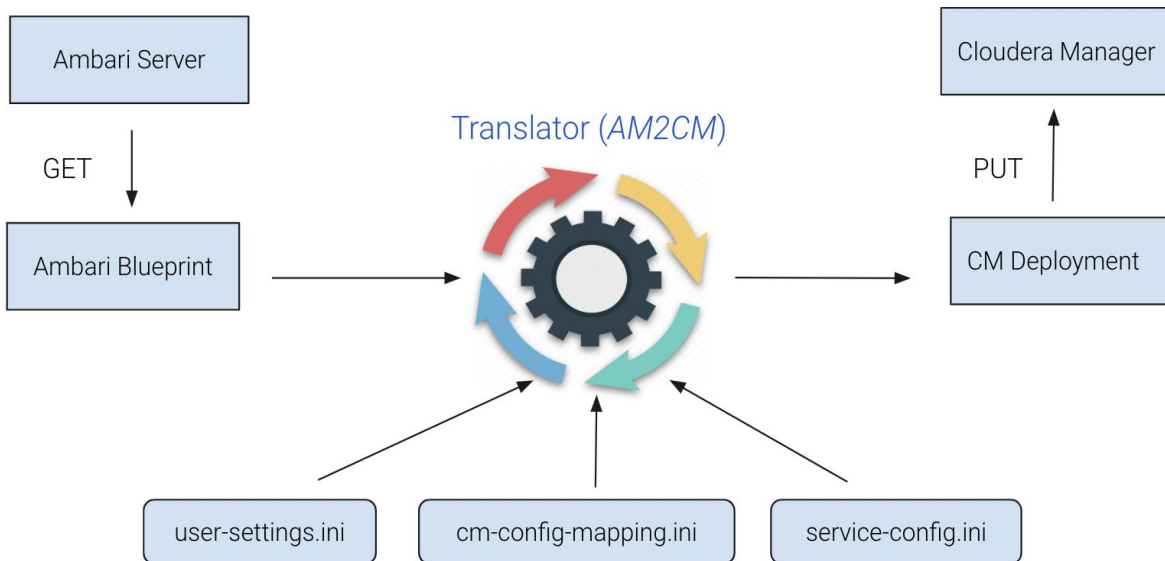 Ambari Server
Cloudera Manager
Translator (AM2CM)
GET
PUT
Ambari Blueprint
CM Deployment
user-settings.ini
cm-config-mapping.ini
service-config.ini